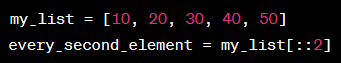 my_list = [10, 20, 30, 40, 50]
every_second_element = my_list[::2]